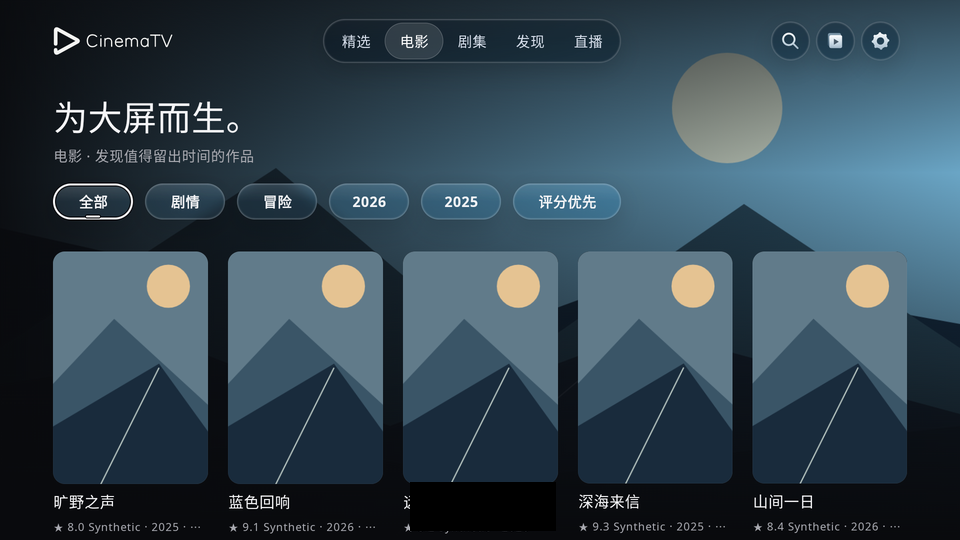 CinemaTV
精选 电影 剧集 发现 直播
为大屏而生。
电影 · 发现值得留出时间的作品
全部 剧情 冒险 2026 2025 评分优先
旷野之声 蓝色回响 深海来信 山间一日
★ 8.0 Synthetic · 2025 · ··· ★ 9.1 Synthetic · 2026 · ··· ★ 9.3 Synthetic · 2025 · ··· ★ 8.4 Synthetic · 2026 · ···